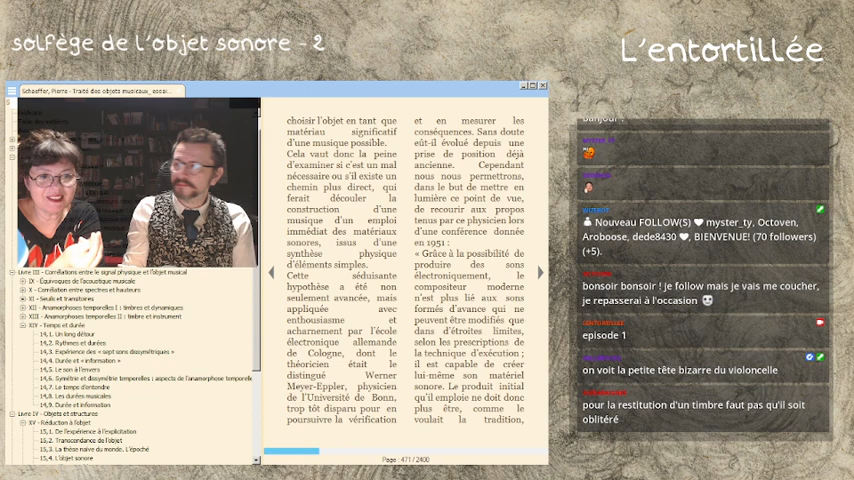 solfège de l'objet sonore - 2
L'entortillée
Schaeffer, Pierre - Traité des objets musicaux_ essai...
Livre III - Corrélations entre le signal physique et l'objet musical
IX - Équivoques de l'acoustique musicale
X - Corrélation entre spectres et hauteurs
XI - Seuils et transitoires
XII - Anamorphoses temporelles I : timbres et dynamiques
XIII - Anamorphoses temporelles II : timbre et instrument
XIV - Temps et durée
14,1. Un long détour
14,2. Rythmes et durées
14,3. Expérience des « sept sons dissymétriques »
14,4. Durée et « information »
14,5. Le son à l'envers
14,6. Symétrie et dissymétrie temporelles : aspects de l'anamorphose temporelle
14,7. Le temps d'entendre
14,8. Les durées musicales
14,9. Durée et information
Livre IV - Objets et structures
XV - Réduction à l'objet
15,1. De l'expérience à l'explicitation
15,2. Transcendance de l'objet
15,3. La thèse naïve du monde. L'épochè
15,4. L'objet sonore
choisir l'objet en tant que
matériau significatif
d'une musique possible.
Cela vaut donc la peine
d'examiner si c'est un mal
nécessaire ou s'il existe un
chemin plus direct, qui
ferait découler la
construction d'une
musique d'un emploi
immédiat des matériaux
sonores, issus d'une
synthèse physique
d'éléments simples.
Cette séduisante
hypothèse a été non
seulement avancée, mais
appliquée avec
enthousiasme et
acharnement par l'école
électronique allemande
de Cologne, dont le
théoricien était le
distingué Werner
Meyer-Eppler, physicien
de l'Université de Bonn,
trop tôt disparu pour en
poursuivre la vérification
et en mesurer les
conséquences. Sans doute
eût-il évolué depuis une
prise de position déjà
ancienne. Cependant
nous nous permettrons,
dans le but de mettre en
lumière ce point de vue,
de recourir aux propos
tenus par ce physicien lors
d'une conférence donnée
en 1951 :
« Grâce à la possibilité de
produire des sons
électroniquement, le
compositeur moderne
n'est plus lié aux sons
formés d'avance qui ne
peuvent être modifiés que
dans d'étroites limites,
selon les prescriptions de
la technique d'exécution ;
il est capable de créer
lui-même son matériel
sonore. Le produit initial
qu'il emploie ne doit donc
plus être, comme le
voulait la tradition,
Page : 471 / 2400
bonjour !
Nouveau FOLLOW(S) ♥ myster_ty, Octoven,
Aroboose, dede8430 ♥, BIENVENUE! (70 followers)
(+5).
bonsoir bonsoir ! je follow mais je vais me coucher,
je repasserai à l'occasion
episode 1
on voit la petite tête bizarre du violoncelle
pour la restitution d'un timbre faut pas qu'il soit
oblitéré